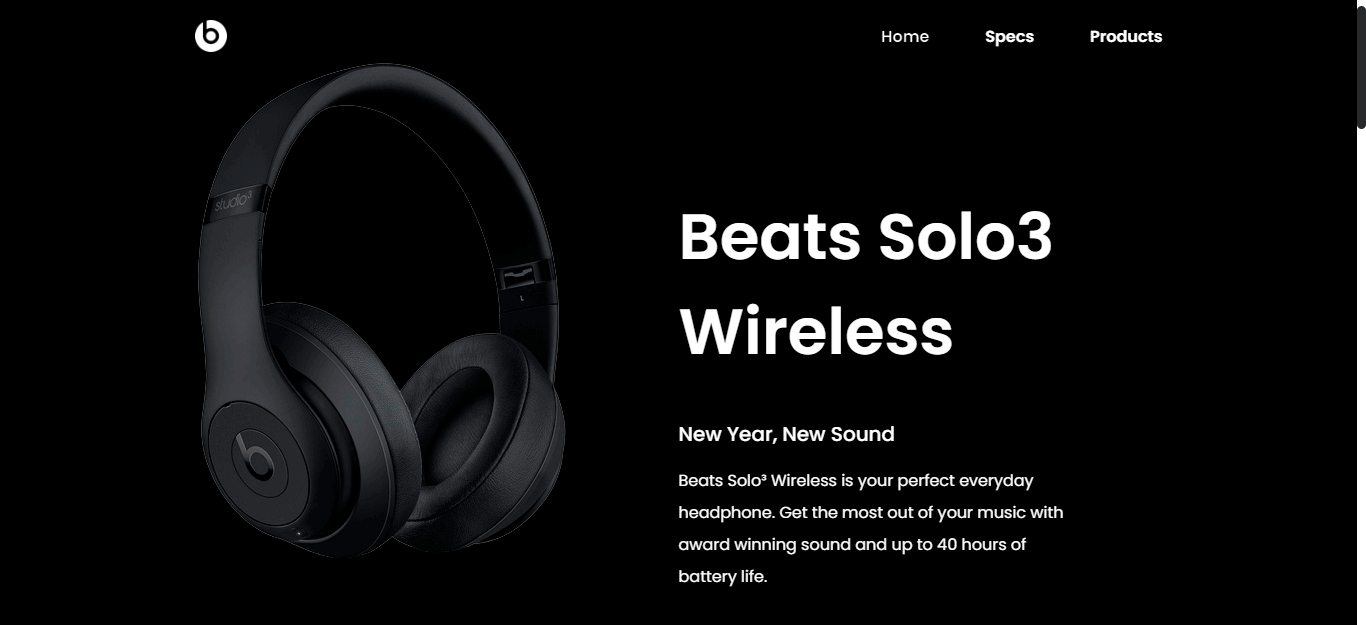 Home Specs Products
studio³
L
Beats Solo3
Wireless
New Year, New Sound
Beats Solo³ Wireless is your perfect everyday
headphone. Get the most out of your music with
award winning sound and up to 40 hours of
battery life.